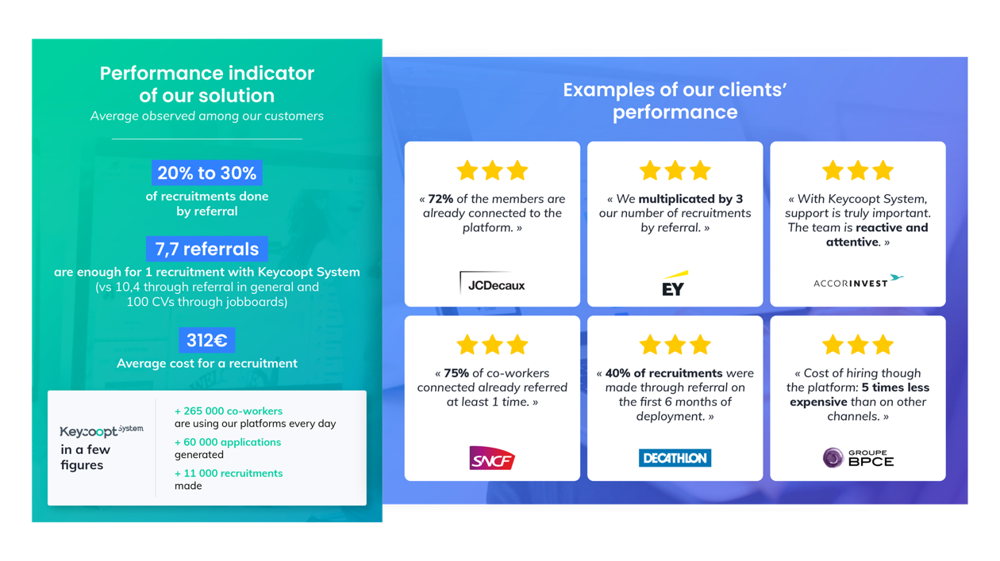 Performance indicator
of our solution
Average observed among our customers
20% to 30%
of recruitments done
by referral
7,7 referrals
are enough for 1 recruitment with Keycoopt System
(vs 10,4 through referral in general and
100 CVs through jobboards)
312€
Average cost for a recruitment
Keycoopt System
in a few
figures
+ 265 000 co-workers
are using our platforms every day
+ 60 000 applications
generated
+ 11 000 recruitments
made
Examples of our clients’
performance
« 72% of the members are
already connected to the
platform. »
JCDecaux
« We multiplicated by 3
our number of recruitments
by referral. »
EY
« With Keycoopt System,
support is truly important.
The team is reactive and
attentive. »
ACCORINVEST
« 75% of co-workers
connected already referred
at least 1 time. »
SNCF
« 40% of recruitments were
made through referral on
the first 6 months of
deployment. »
DECATHLON
« Cost of hiring though
the platform: 5 times less
expensive than on other
channels. »
GROUPE
BPCE